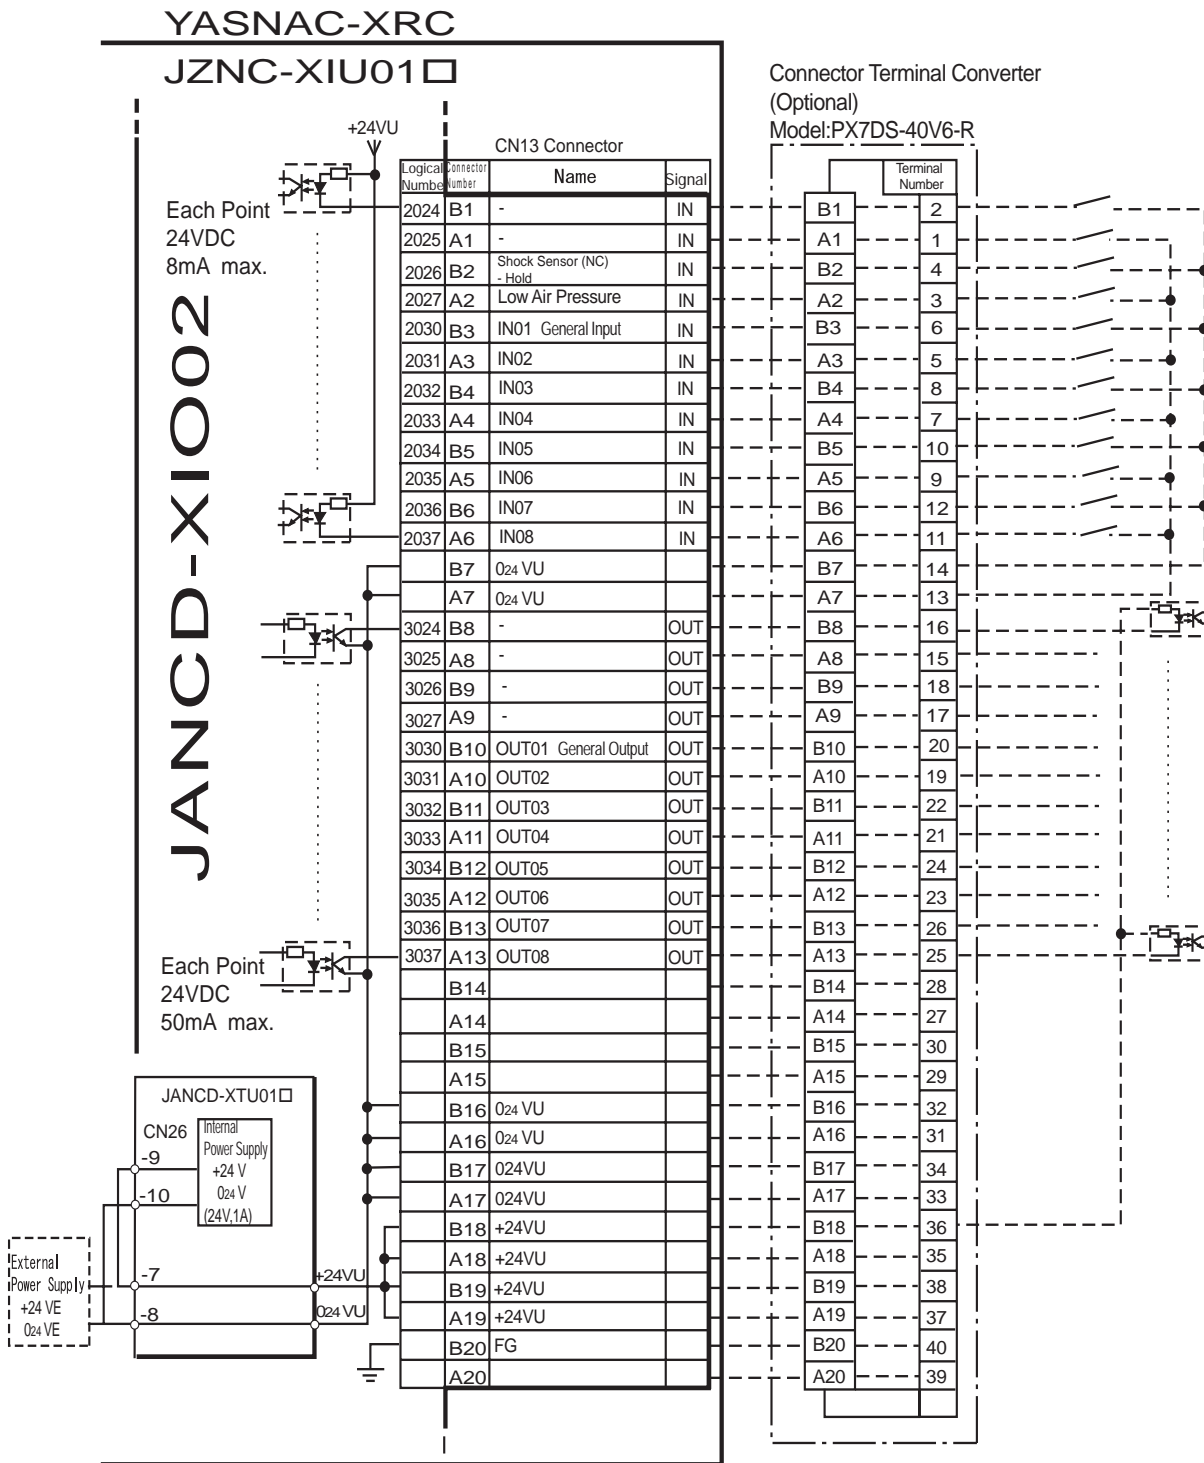 YASNAC-XRC
JZNC-XIU01□
Connector Terminal Converter
(Optional)
Model:PX7DS-40V6-R
+24VU
CN13 Connector
Logical Numbe Connector Number Name Signal
Terminal Number
Each Point
24VDC
8mA max.
JANCD-XIO02
2024 B1 - IN B1 2
2025 A1 - IN A1 1
2026 B2 Shock Sensor (NC) - Hold IN B2 4
2027 A2 Low Air Pressure IN A2 3
2030 B3 IN01 General Input IN B3 6
2031 A3 IN02 IN A3 5
2032 B4 IN03 IN B4 8
2033 A4 IN04 IN A4 7
2034 B5 IN05 IN B5 10
2035 A5 IN06 IN A5 9
2036 B6 IN07 IN B6 12
2037 A6 IN08 IN A6 11
B7 024 VU B7 14
A7 024 VU A7 13
3024 B8 - OUT B8 16
3025 A8 - OUT A8 15
3026 B9 - OUT B9 18
3027 A9 - OUT A9 17
3030 B10 OUT01 General Output OUT B10 20
3031 A10 OUT02 OUT A10 19
3032 B11 OUT03 OUT B11 22
3033 A11 OUT04 OUT A11 21
3034 B12 OUT05 OUT B12 24
3035 A12 OUT06 OUT A12 23
3036 B13 OUT07 OUT B13 26
3037 A13 OUT08 OUT A13 25
Each Point
24VDC
50mA max.
B14 B14 28
A14 A14 27
B15 B15 30
A15 A15 29
B16 024 VU B16 32
A16 024 VU A16 31
B17 024VU B17 34
A17 024VU A17 33
B18 +24VU B18 36
A18 +24VU A18 35
B19 +24VU B19 38
A19 +24VU A19 37
B20 FG B20 40
A20 A20 39
JANCD-XTU01□
CN26
Internal
Power Supply
+24 V
024 V
(24V,1A)
-9
-10
-7
-8
+24VU
024 VU
External
Power Supply
+24 VE
024 VE